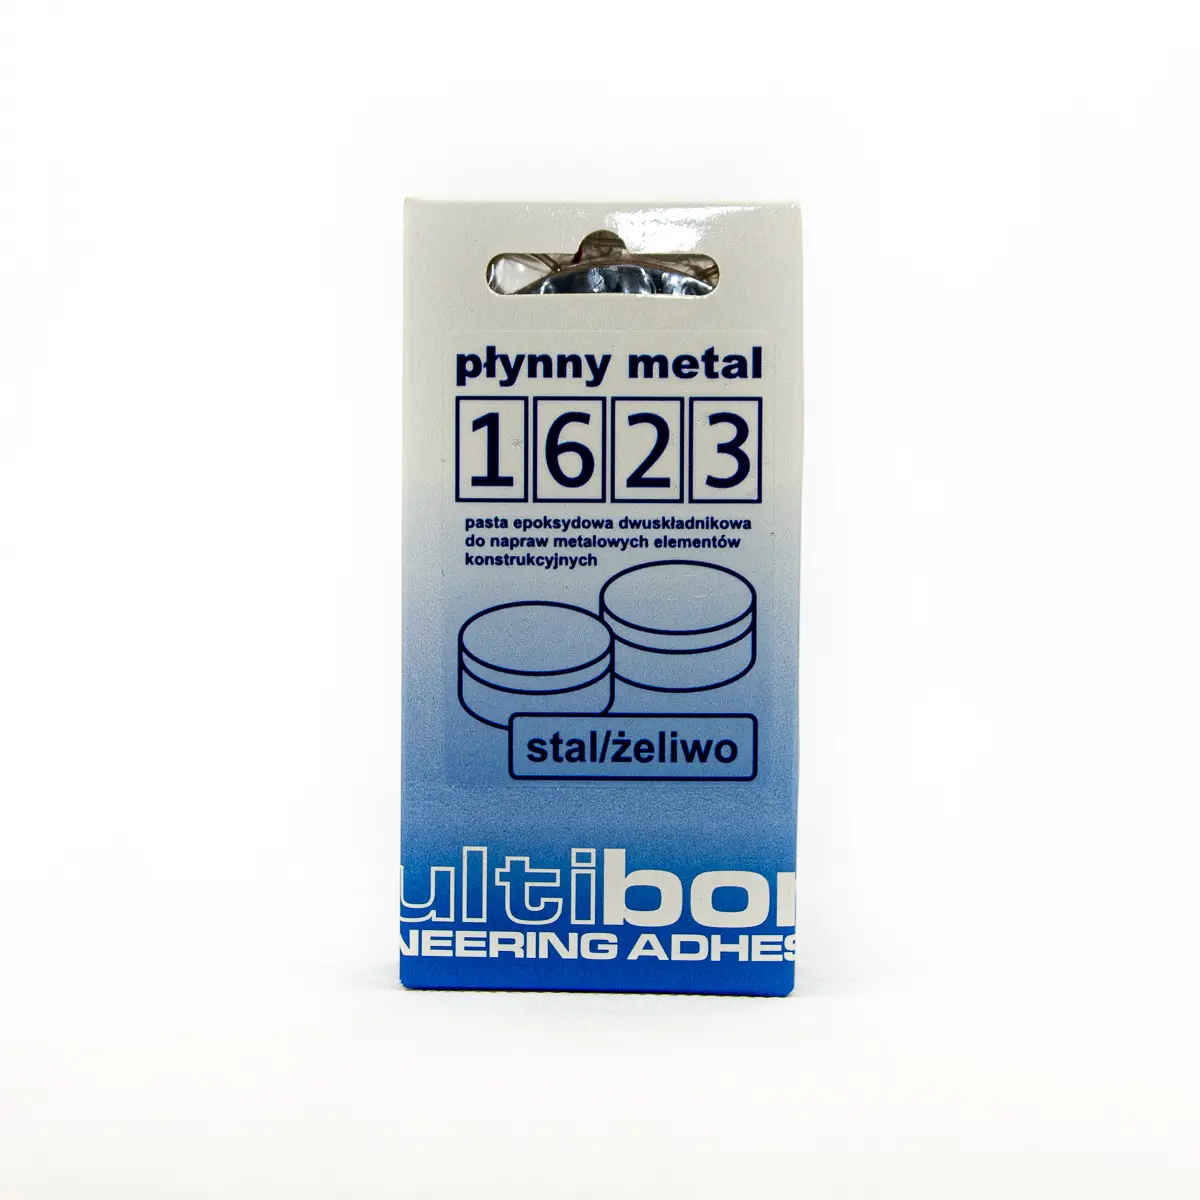 płynny metal
1623
pasta epoksydowa dwuskładnikowa
do napraw metalowych elementów
konstrukcyjnych
stal/żeliwo
ultibon
NEERING ADHES